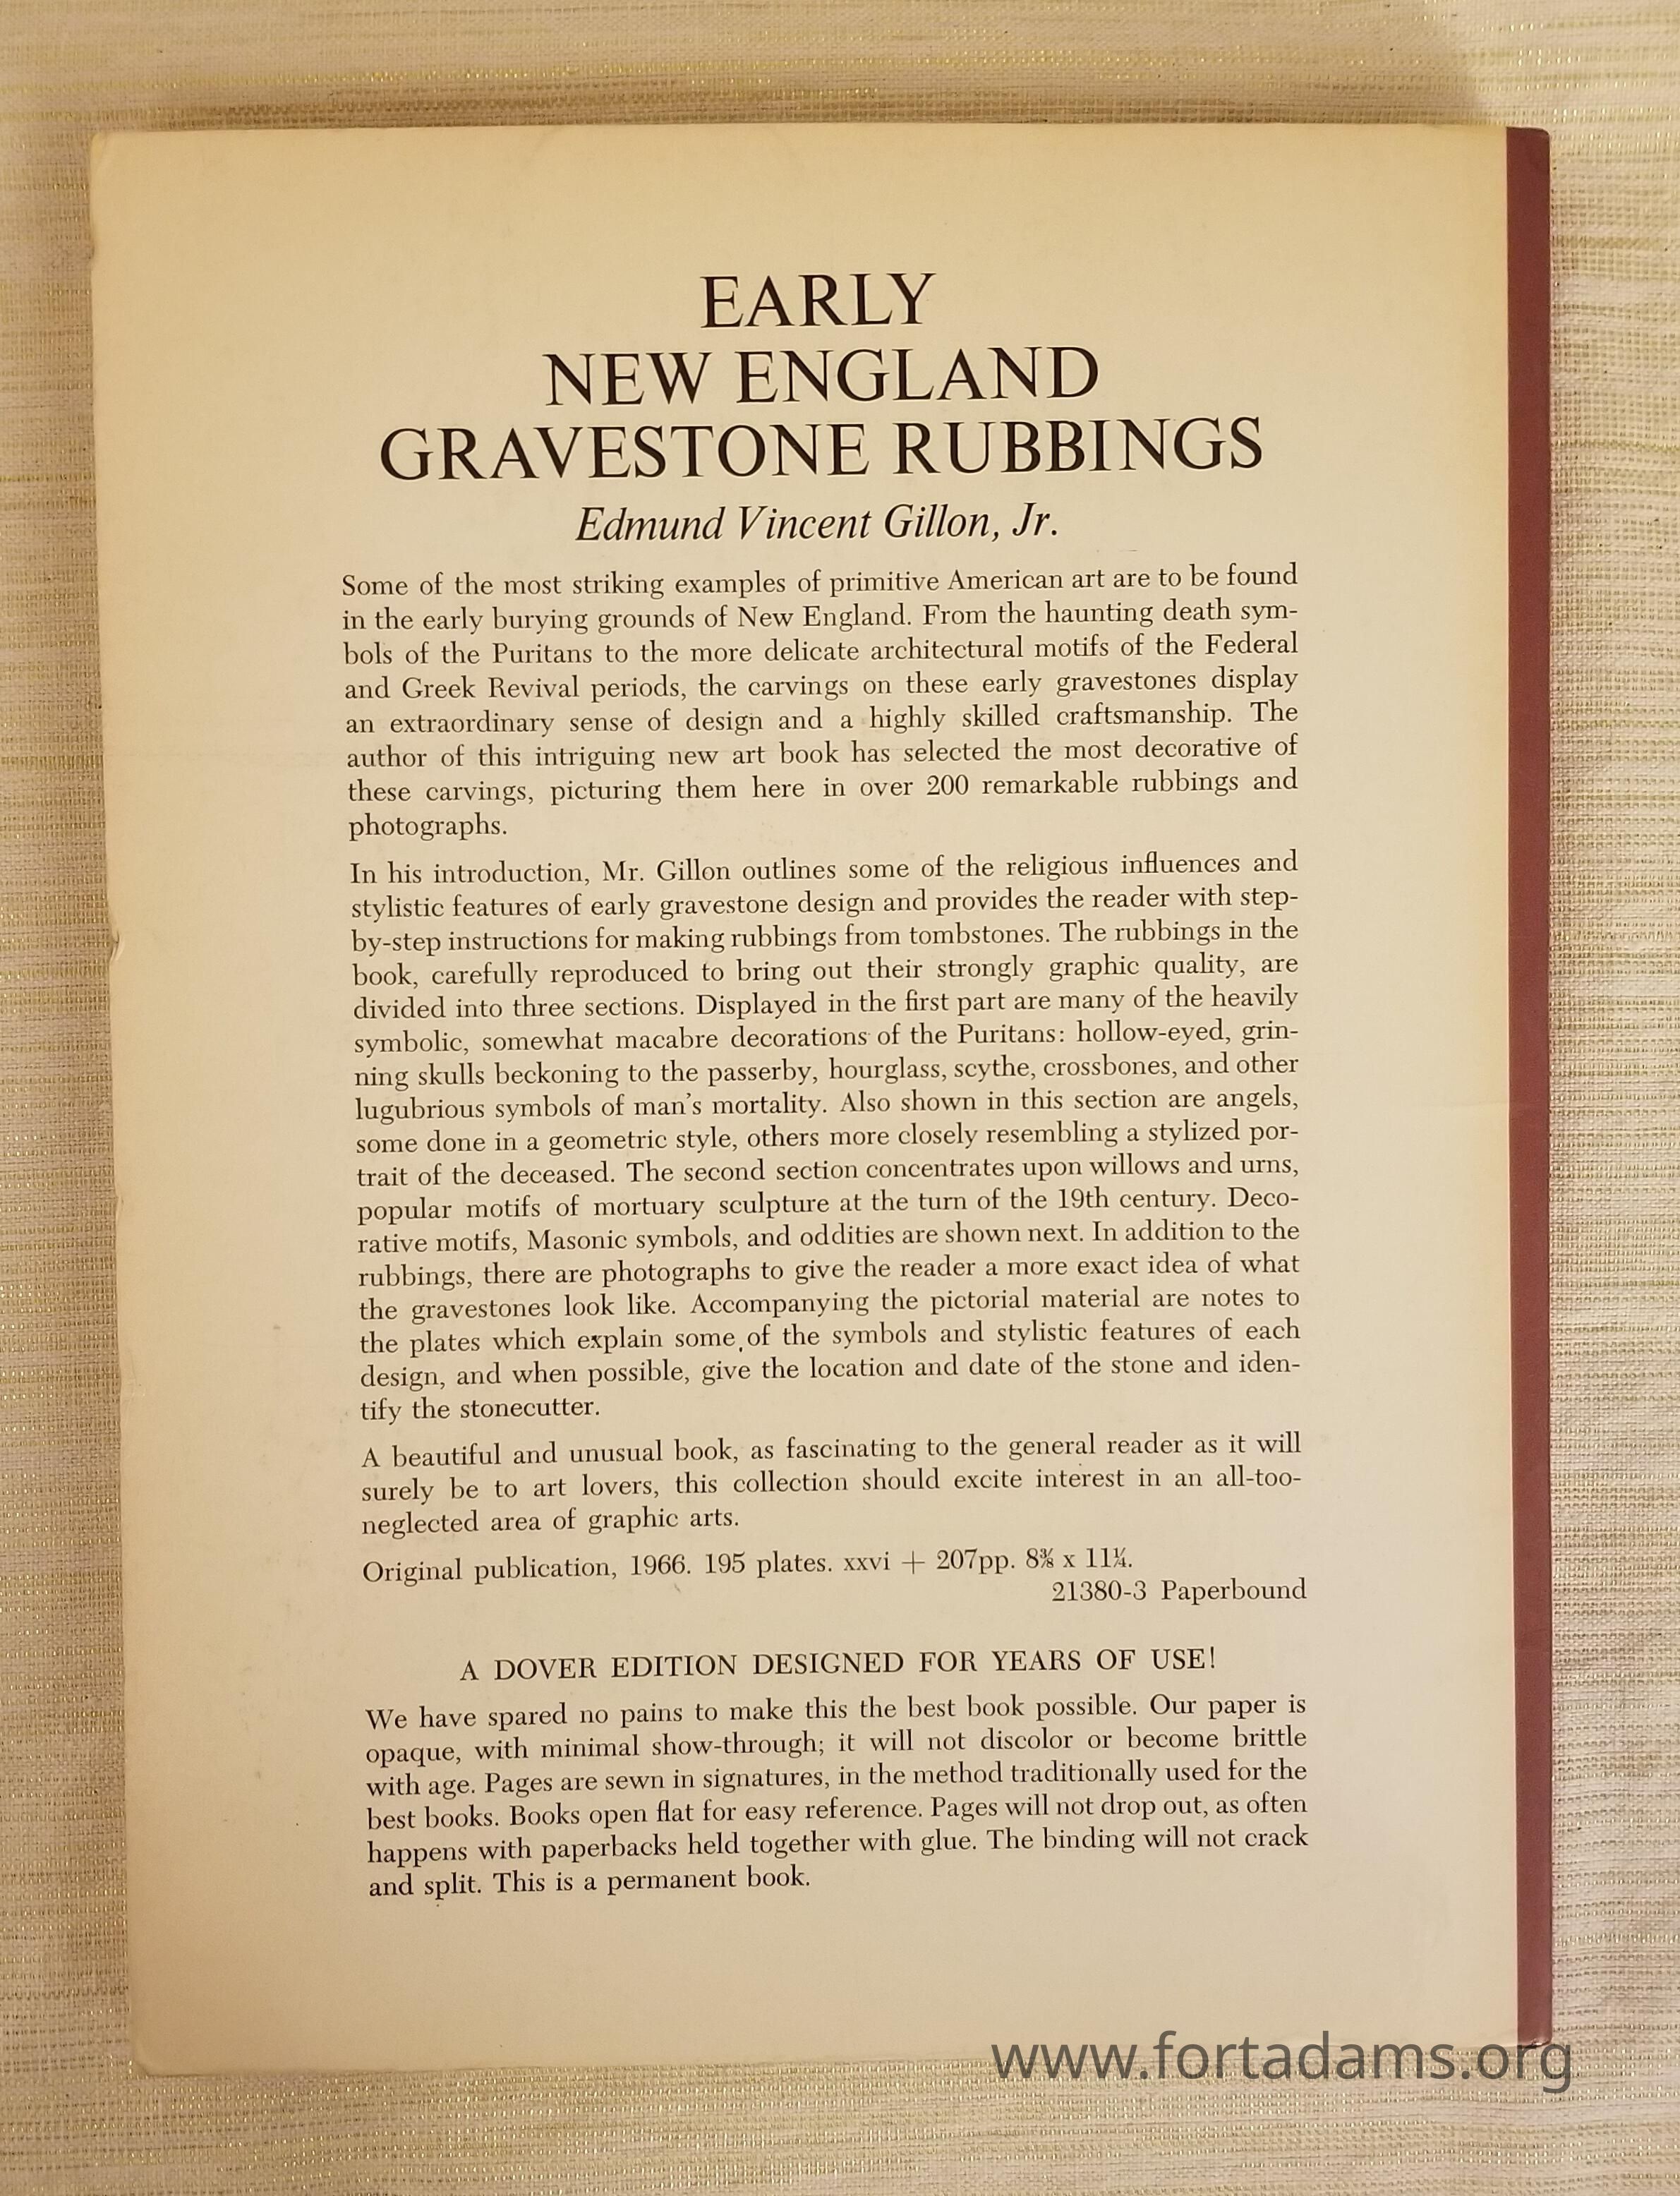 EARLY
NEW ENGLAND
GRAVESTONE RUBBINGS
Edmund Vincent Gillon, Jr.
Some of the most striking examples of primitive American art are to be found
in the early burying grounds of New England. From the haunting death sym-
bols of the Puritans to the more delicate architectural motifs of the Federal
and Greek Revival periods, the carvings on these early gravestones display
an extraordinary sense of design and a highly skilled craftsmanship. The
author of this intriguing new art book has selected the most decorative of
these carvings, picturing them here in over 200 remarkable rubbings and
photographs.
In his introduction, Mr. Gillon outlines some of the religious influences and
stylistic features of early gravestone design and provides the reader with step-
by-step instructions for making rubbings from tombstones. The rubbings in the
book, carefully reproduced to bring out their strongly graphic quality, are
divided into three sections. Displayed in the first part are many of the heavily
symbolic, somewhat macabre decorations of the Puritans: hollow-eyed, grin-
ning skulls beckoning to the passerby, hourglass, scythe, crossbones, and other
lugubrious symbols of man's mortality. Also shown in this section are angels,
some done in a geometric style, others more closely resembling a stylized por-
trait of the deceased. The second section concentrates upon willows and urns,
popular motifs of mortuary sculpture at the turn of the 19th century. Deco-
rative motifs, Masonic symbols, and oddities are shown next. In addition to the
rubbings, there are photographs to give the reader a more exact idea of what
the gravestones look like. Accompanying the pictorial material are notes to
the plates which explain some of the symbols and stylistic features of each
design, and when possible, give the location and date of the stone and iden-
tify the stonecutter.
A beautiful and unusual book, as fascinating to the general reader as it will
surely be to art lovers, this collection should excite interest in an all-too-
neglected area of graphic arts.
Original publication, 1966. 195 plates. xxvi + 207pp. 8⅜ x 11¼.
21380-3 Paperbound
A DOVER EDITION DESIGNED FOR YEARS OF USE!
We have spared no pains to make this the best book possible. Our paper is
opaque, with minimal show-through; it will not discolor or become brittle
with age. Pages are sewn in signatures, in the method traditionally used for the
best books. Books open flat for easy reference. Pages will not drop out, as often
happens with paperbacks held together with glue. The binding will not crack
and split. This is a permanent book.
www.fortadams.org